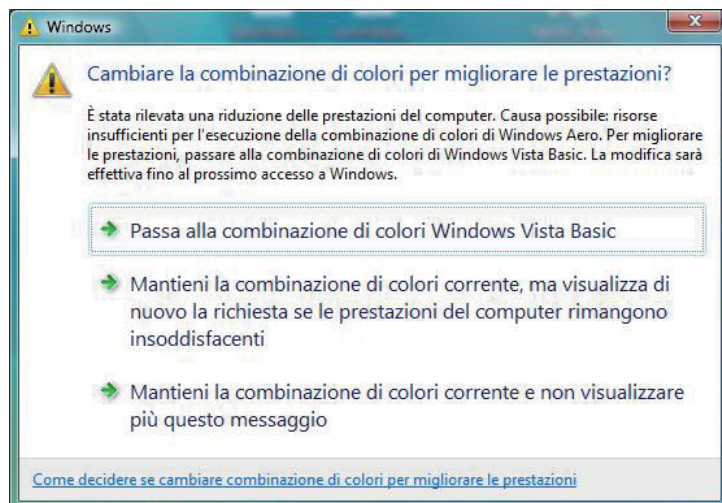 Windows
Cambiare la combinazione di colori per migliorare le prestazioni?
È stata rilevata una riduzione delle prestazioni del computer. Causa possibile: risorse
insufficienti per l'esecuzione della combinazione di colori di Windows Aero. Per migliorare
le prestazioni, passare alla combinazione di colori di Windows Vista Basic. La modifica sarà
effettiva fino al prossimo accesso a Windows.
Passa alla combinazione di colori Windows Vista Basic
Mantieni la combinazione di colori corrente, ma visualizza di
nuovo la richiesta se le prestazioni del computer rimangono
insoddisfacenti
Mantieni la combinazione di colori corrente e non visualizzare
più questo messaggio
Come decidere se cambiare combinazione di colori per migliorare le prestazioni